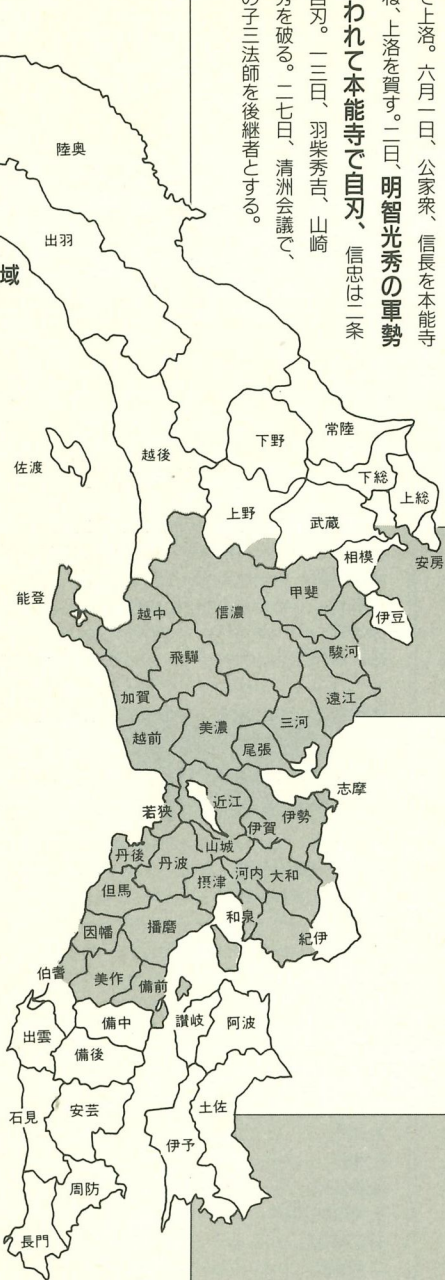 上洛。六月一日、公家衆、信長を本能寺
、上洛を賀す。二日、明智光秀の軍勢
われて本能寺で自刃、信忠は二条
自刃。一三日、羽柴秀吉、山崎
を破る。二七日、清洲会議で、
の子三法師を後継者とする。
域
陸奥
出羽
佐渡
越後
下野
常陸
下総
上総
上野
武蔵
相模
安房
能登
越中
信濃
甲斐
伊豆
飛騨
駿河
加賀
遠江
越前
美濃
三河
尾張
志摩
若狭
近江
伊勢
伊賀
丹後
丹波
山城
摂津
河内
大和
但馬
和泉
因幡
播磨
紀伊
伯耆
美作
備前
出雲
備中
讃岐
阿波
備後
石見
安芸
土佐
伊予
周防
長門